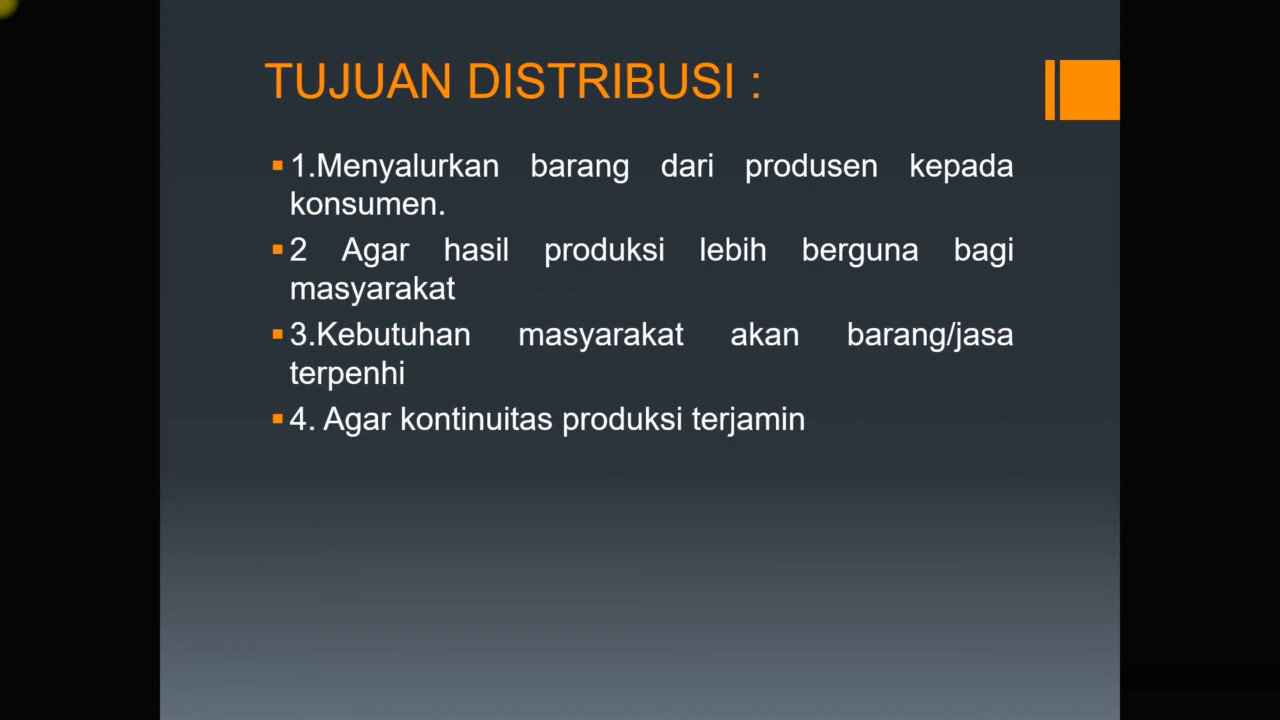 TUJUAN DISTRIBUSI :
1.Menyalurkan barang dari produsen kepada
konsumen.
2 Agar hasil produksi lebih berguna bagi
masyarakat
3.Kebutuhan masyarakat akan barang/jasa
terpenhi
4. Agar kontinuitas produksi terjamin